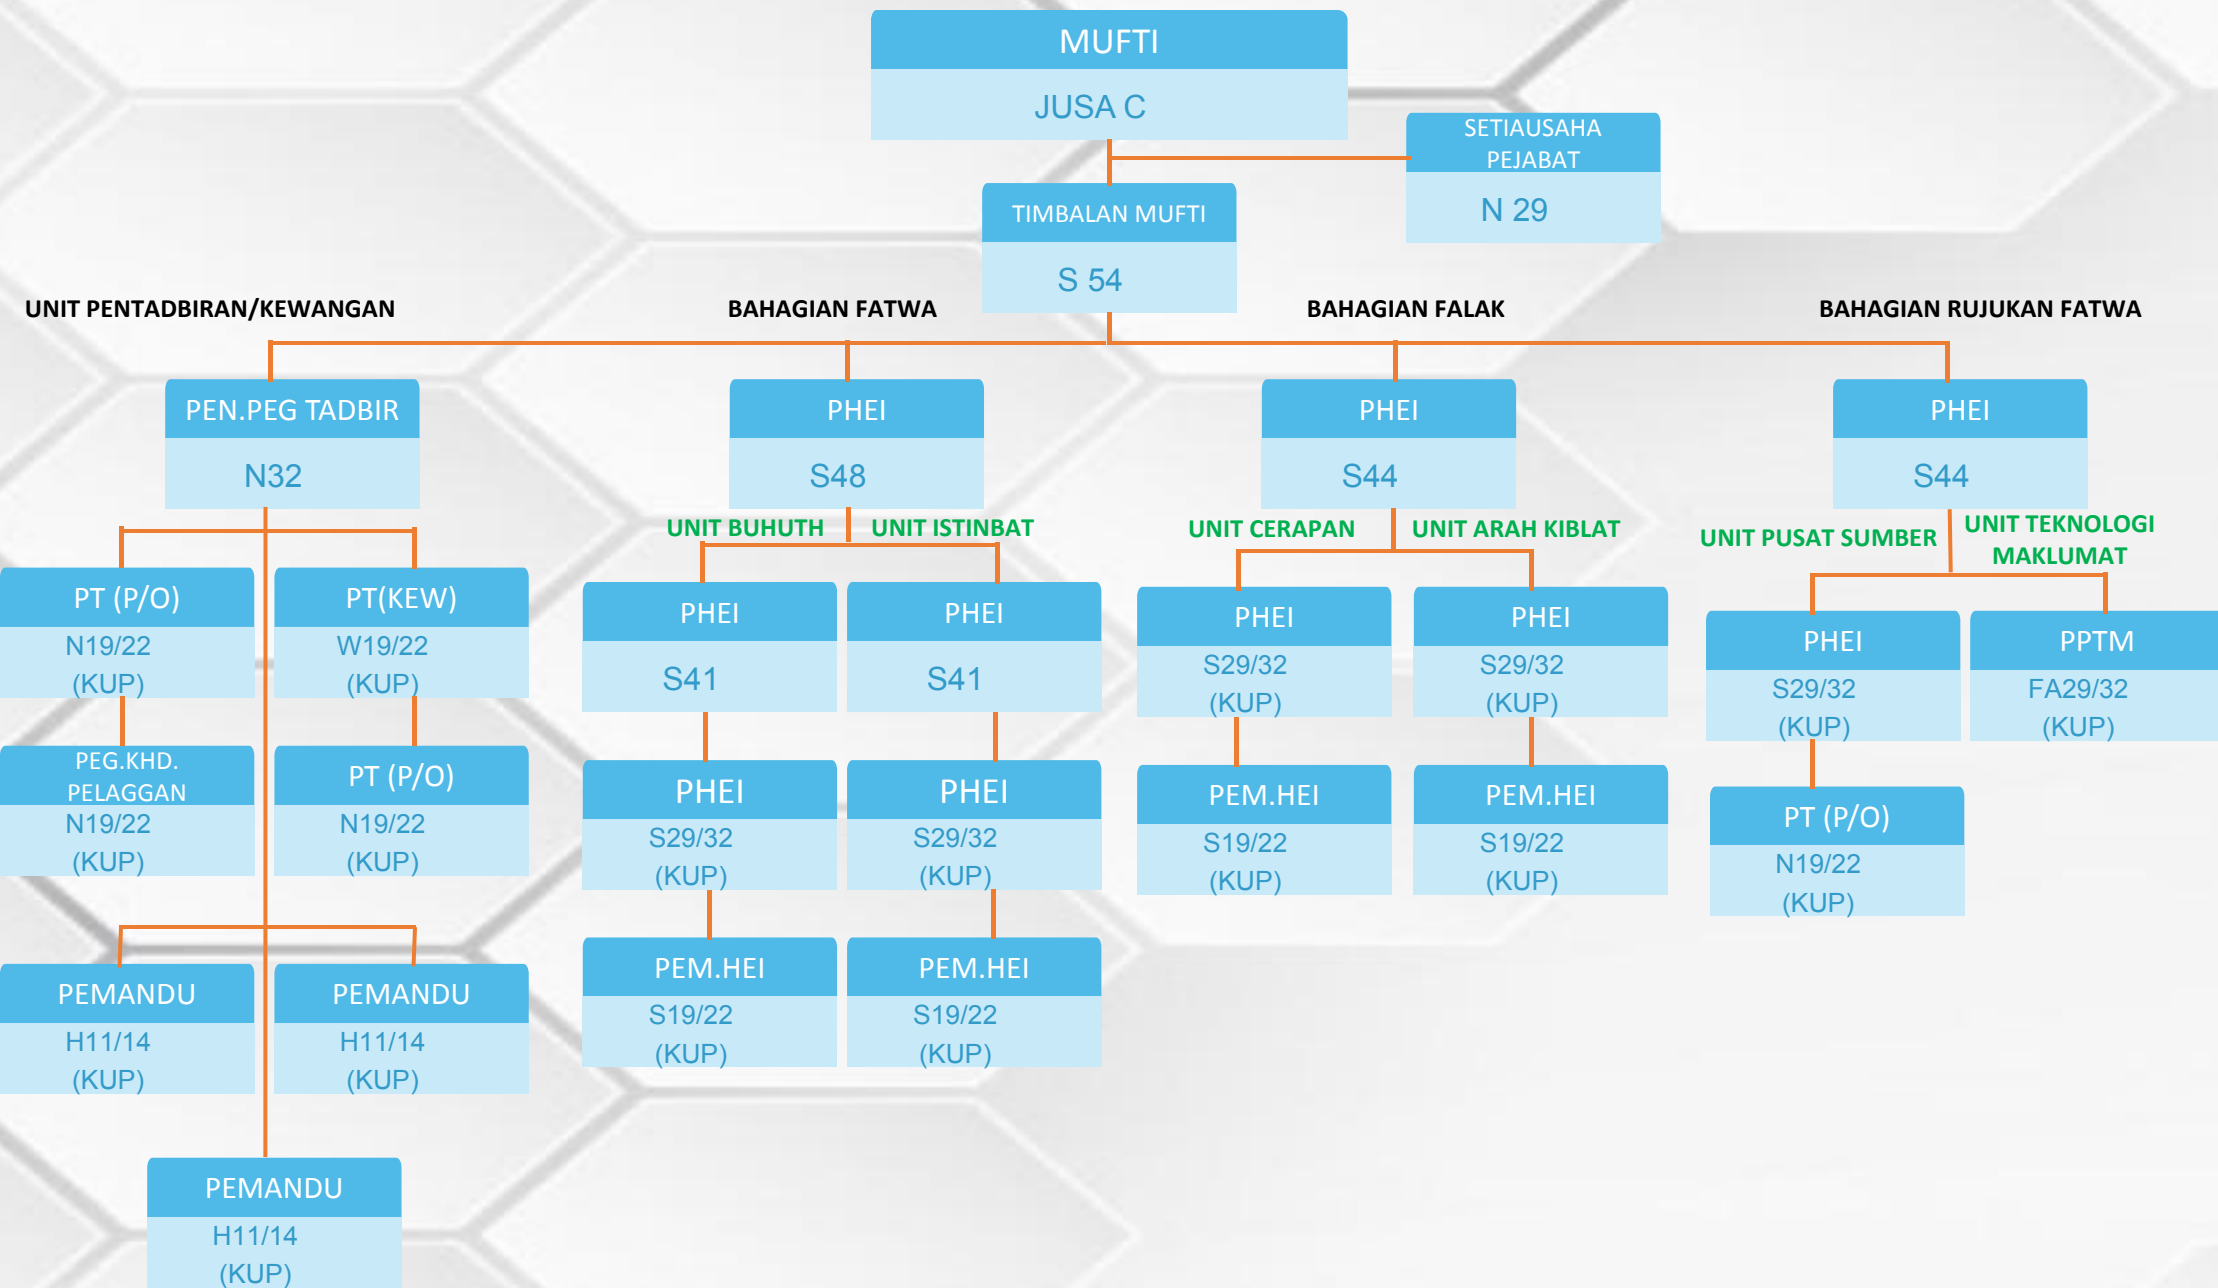 MUFTI
JUSA C
SETIAUSAHA
PEJABAT
N 29
TIMBALAN MUFTI
S 54
UNIT PENTADBIRAN/KEWANGAN
PEN.PEG TADBIR
N32
PT (P/O)
N19/22
(KUP)
PT(KEW)
W19/22
(KUP)
PEG.KHD.
PELAGGAN
N19/22
(KUP)
PT (P/O)
N19/22
(KUP)
PEMANDU
H11/14
(KUP)
PEMANDU
H11/14
(KUP)
PEMANDU
H11/14
(KUP)
BAHAGIAN FATWA
PHEI
S48
UNIT BUHUTH
UNIT ISTINBAT
PHEI
S41
PHEI
S41
PHEI
S29/32
(KUP)
PHEI
S29/32
(KUP)
PEM.HEI
S19/22
(KUP)
PEM.HEI
S19/22
(KUP)
BAHAGIAN FALAK
PHEI
S44
UNIT CERAPAN
UNIT ARAH KIBLAT
PHEI
S29/32
(KUP)
PHEI
S29/32
(KUP)
PEM.HEI
S19/22
(KUP)
PEM.HEI
S19/22
(KUP)
BAHAGIAN RUJUKAN FATWA
PHEI
S44
UNIT PUSAT SUMBER
UNIT TEKNOLOGI
MAKLUMAT
PHEI
S29/32
(KUP)
PPTM
FA29/32
(KUP)
PT (P/O)
N19/22
(KUP)